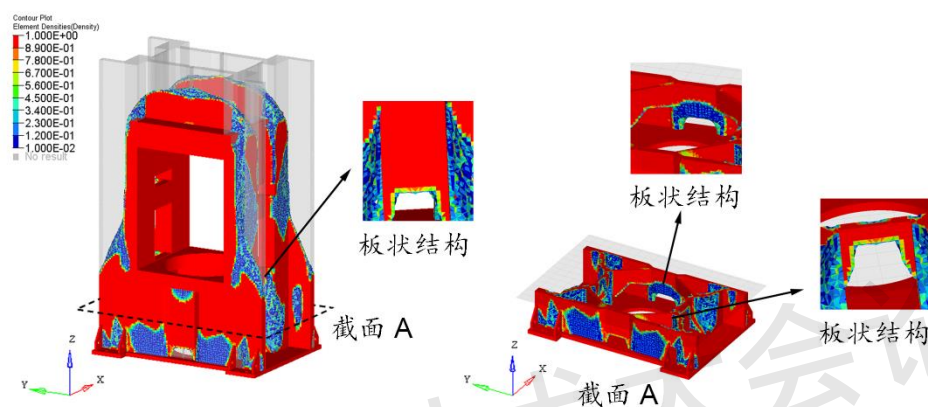 Contour Plot
Element Densities(Density)
1.000E+00
8.900E-01
7.800E-01
6.700E-01
5.600E-01
4.500E-01
3.400E-01
2.300E-01
1.200E-01
1.000E-02
No result
板状结构
截面 A
Z
Y
X
板状结构
板状结构
截面 A
Z
Y
X